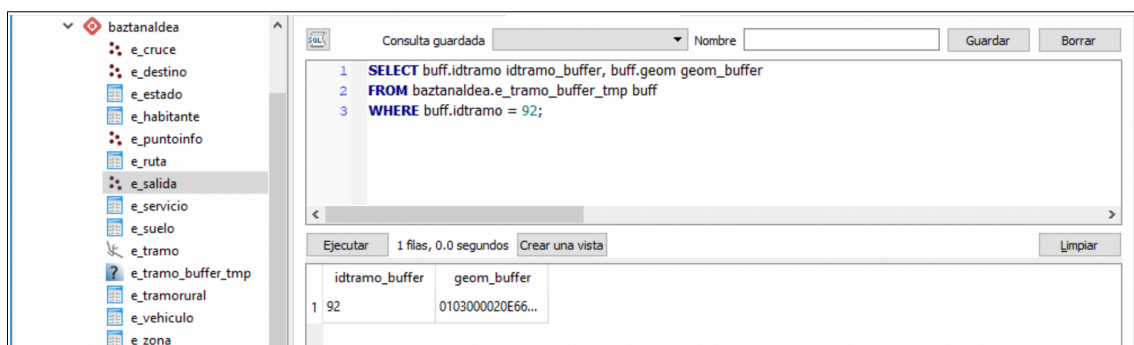 baztanaldea
e_cruce
e_destino
e_estado
e_habitante
e_puntoinfo
e_ruta
e_salida
e_servicio
e_suelo
e_tramo
e_tramo_buffer_tmp
e_tramorural
e_vehiculo
e_zona
SQL Consulta guardada Nombre Guardar Borrar
1 SELECT buff.idtramo idtramo_buffer, buff.geom geom_buffer
2 FROM baztanaldea.e_tramo_buffer_tmp buff
3 WHERE buff.idtramo = 92;
Ejecutar 1 filas, 0.0 segundos Crear una vista Limpiar
idtramo_buffer geom_buffer
1 92 0103000020E66...